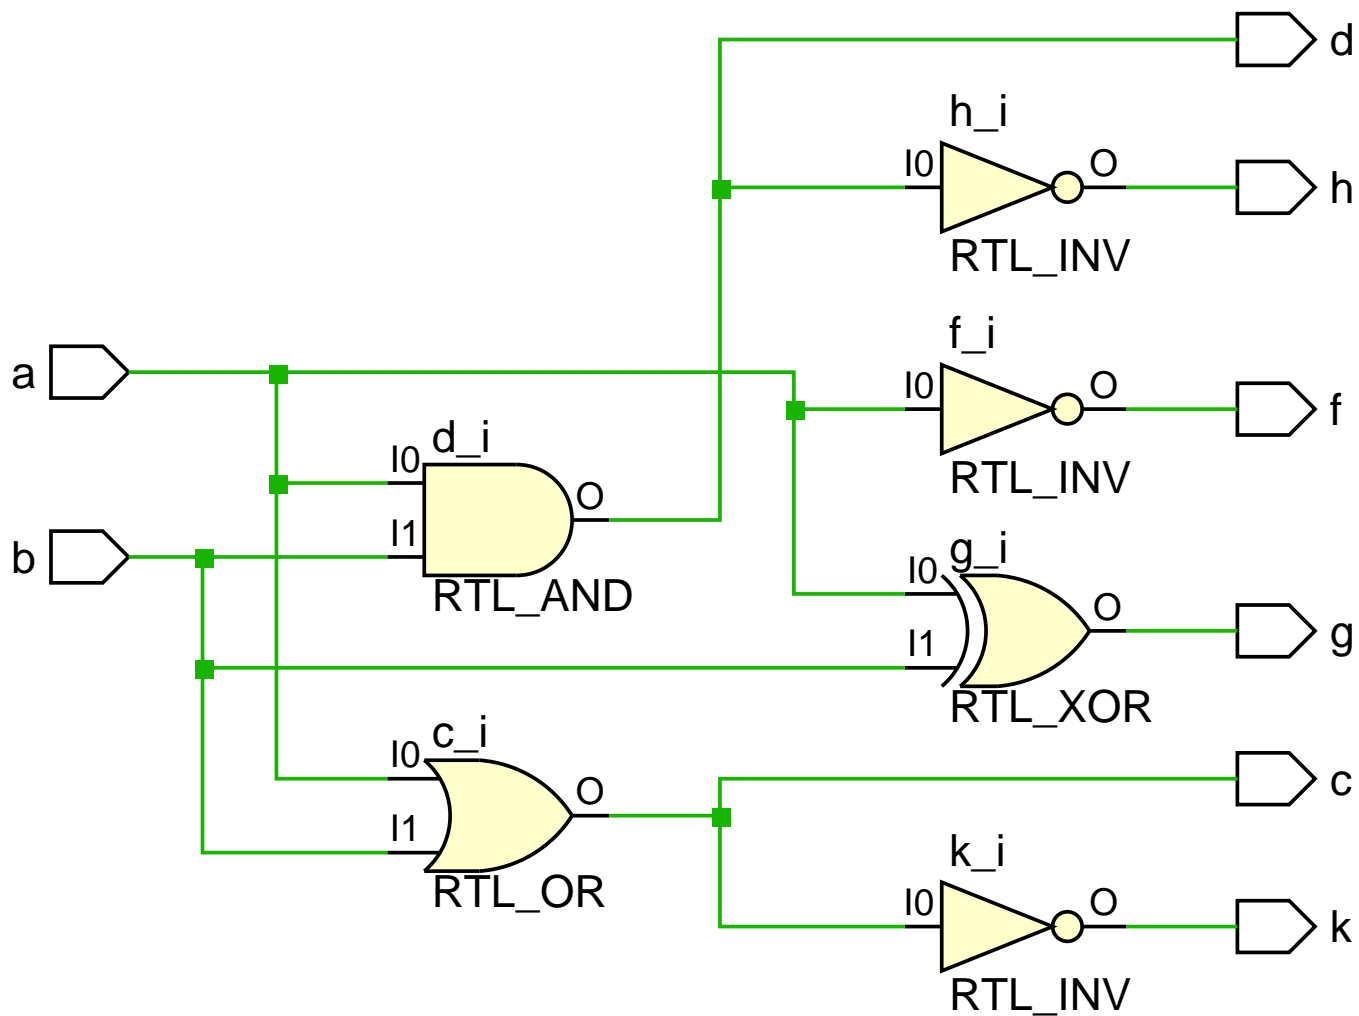 d
h_i
I0
O
h
RTL_INV
f_i
a
I0
O
f
d_i
I0
RTL_INV
O
b
I1
g_i
RTL_AND
I0
O
g
I1
RTL_XOR
c_i
I0
O
c
I1
k_i
RTL_OR
I0
O
k
RTL_INV